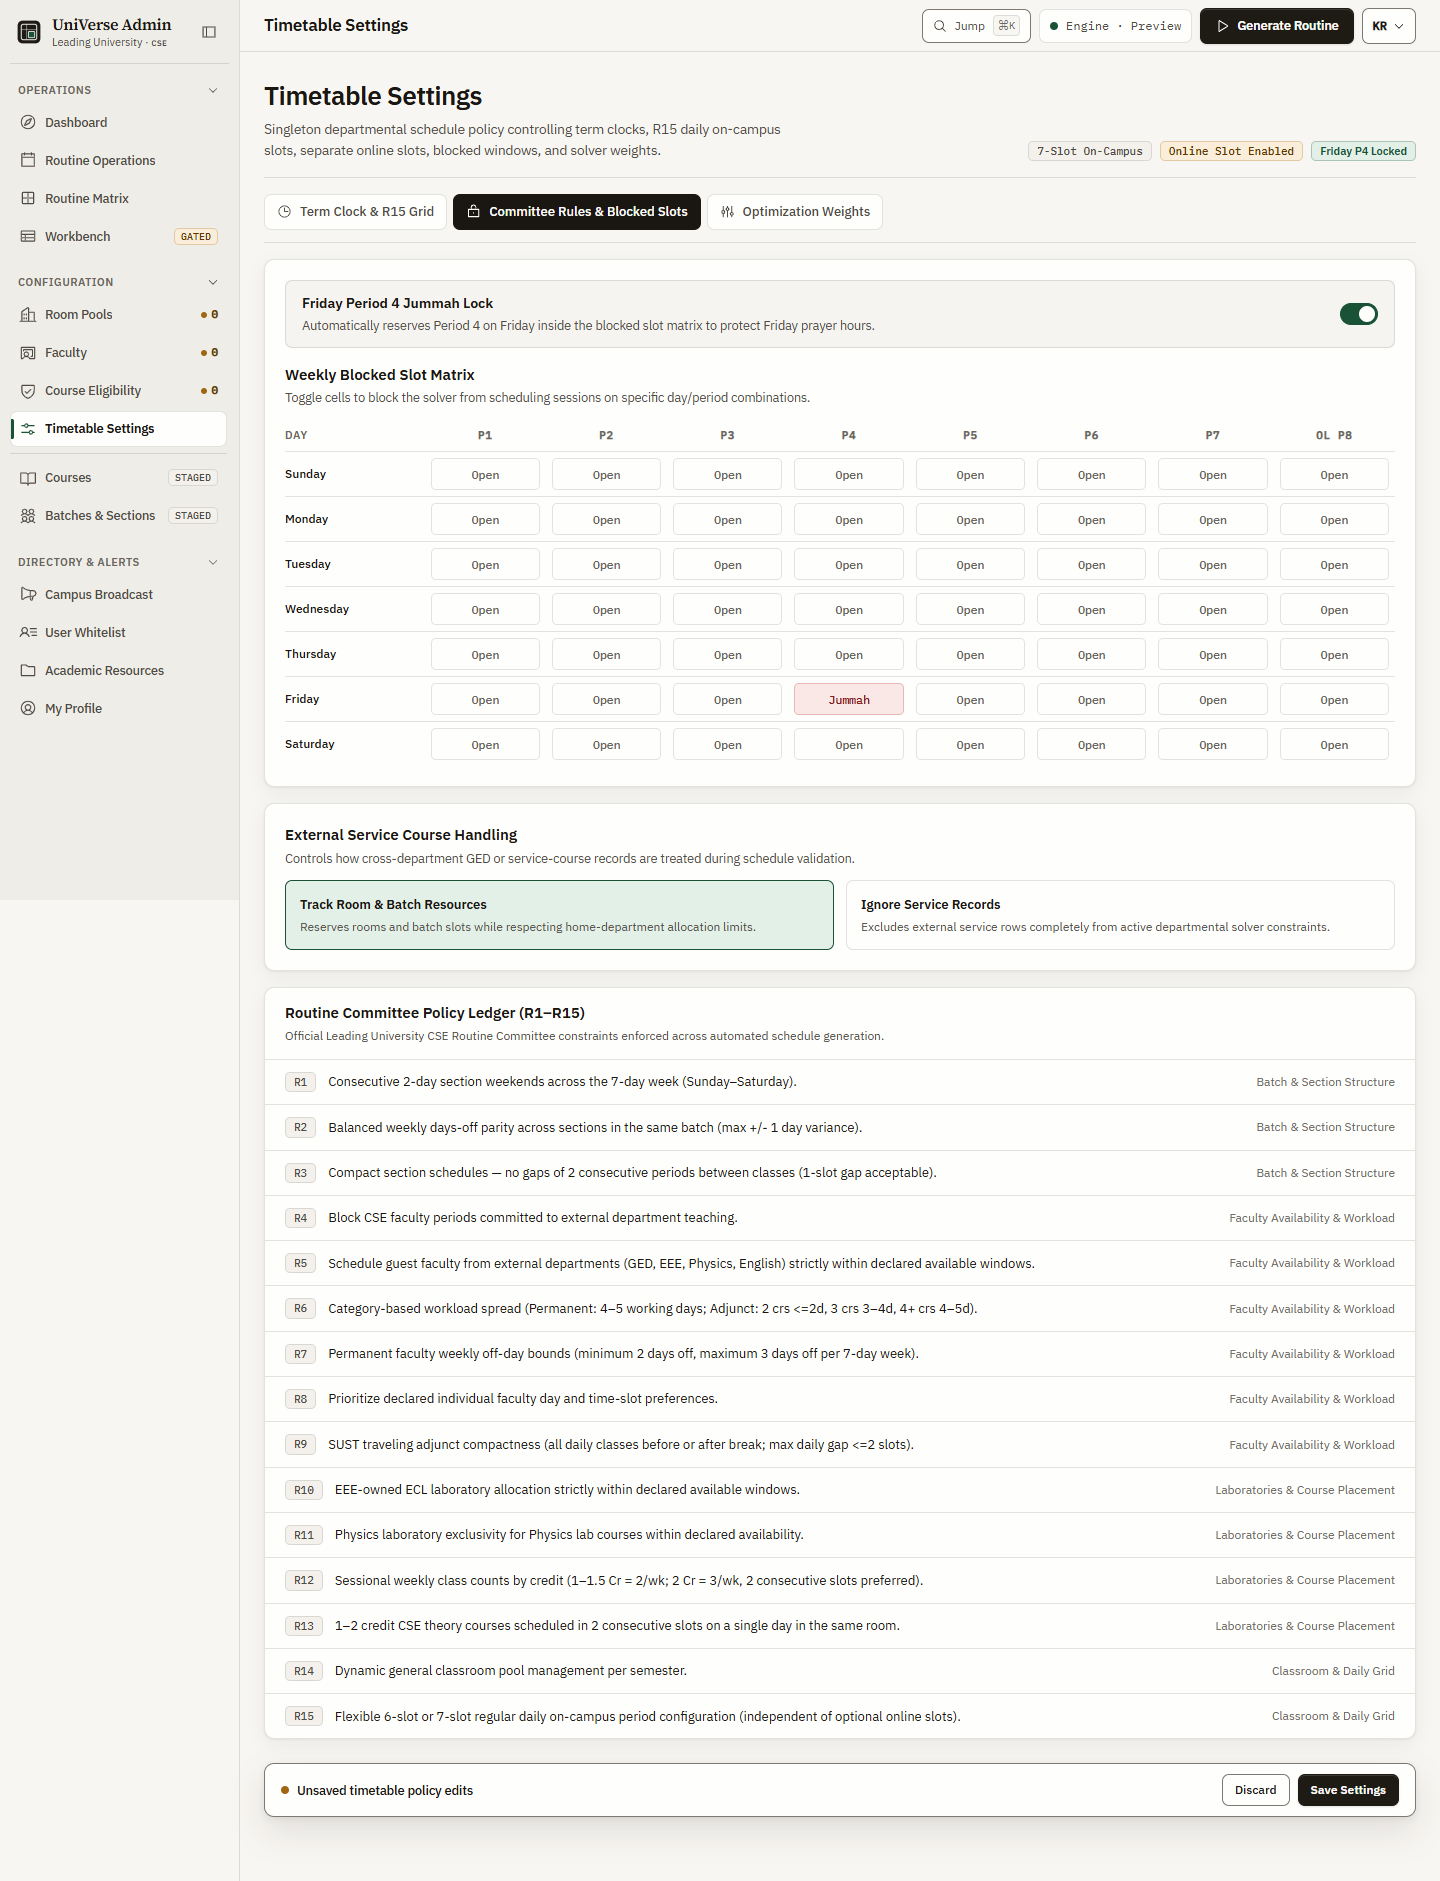 UniVerse Admin
Leading University · CSE
OPERATIONS
Dashboard
Routine Operations
Routine Matrix
Workbench GATED
CONFIGURATION
Room Pools 0
Faculty 0
Course Eligibility 0
Timetable Settings
Courses STAGED
Batches & Sections STAGED
DIRECTORY & ALERTS
Campus Broadcast
User Whitelist
Academic Resources
My Profile
Timetable Settings
Jump ⌘K
Engine · Preview
Generate Routine
KR
Timetable Settings
Singleton departmental schedule policy controlling term clocks, R15 daily on-campus
slots, separate online slots, blocked windows, and solver weights.
7-Slot On-Campus
Online Slot Enabled
Friday P4 Locked
Term Clock & R15 Grid
Committee Rules & Blocked Slots
Optimization Weights
Friday Period 4 Jummah Lock
Automatically reserves Period 4 on Friday inside the blocked slot matrix to protect Friday prayer hours.
Weekly Blocked Slot Matrix
Toggle cells to block the solver from scheduling sessions on specific day/period combinations.
DAY P1 P2 P3 P4 P5 P6 P7 OL P8
Sunday Open Open Open Open Open Open Open Open
Monday Open Open Open Open Open Open Open Open
Tuesday Open Open Open Open Open Open Open Open
Wednesday Open Open Open Open Open Open Open Open
Thursday Open Open Open Open Open Open Open Open
Friday Open Open Open Jummah Open Open Open Open
Saturday Open Open Open Open Open Open Open Open
External Service Course Handling
Controls how cross-department GED or service-course records are treated during schedule validation.
Track Room & Batch Resources
Reserves rooms and batch slots while respecting home-department allocation limits.
Ignore Service Records
Excludes external service rows completely from active departmental solver constraints.
Routine Committee Policy Ledger (R1–R15)
Official Leading University CSE Routine Committee constraints enforced across automated schedule generation.
R1 Consecutive 2-day section weekends across the 7-day week (Sunday–Saturday). Batch & Section Structure
R2 Balanced weekly days-off parity across sections in the same batch (max +/- 1 day variance). Batch & Section Structure
R3 Compact section schedules — no gaps of 2 consecutive periods between classes (1-slot gap acceptable). Batch & Section Structure
R4 Block CSE faculty periods committed to external department teaching. Faculty Availability & Workload
R5 Schedule guest faculty from external departments (GED, EEE, Physics, English) strictly within declared available windows. Faculty Availability & Workload
R6 Category-based workload spread (Permanent: 4–5 working days; Adjunct: 2 crs <=2d, 3 crs 3–4d, 4+ crs 4–5d). Faculty Availability & Workload
R7 Permanent faculty weekly off-day bounds (minimum 2 days off, maximum 3 days off per 7-day week). Faculty Availability & Workload
R8 Prioritize declared individual faculty day and time-slot preferences. Faculty Availability & Workload
R9 SUST traveling adjunct compactness (all daily classes before or after break; max daily gap <=2 slots). Faculty Availability & Workload
R10 EEE-owned ECL laboratory allocation strictly within declared available windows. Laboratories & Course Placement
R11 Physics laboratory exclusivity for Physics lab courses within declared availability. Laboratories & Course Placement
R12 Sessional weekly class counts by credit (1–1.5 Cr = 2/wk; 2 Cr = 3/wk, 2 consecutive slots preferred). Laboratories & Course Placement
R13 1–2 credit CSE theory courses scheduled in 2 consecutive slots on a single day in the same room. Laboratories & Course Placement
R14 Dynamic general classroom pool management per semester. Classroom & Daily Grid
R15 Flexible 6-slot or 7-slot regular daily on-campus period configuration (independent of optional online slots). Classroom & Daily Grid
Unsaved timetable policy edits
Discard
Save Settings